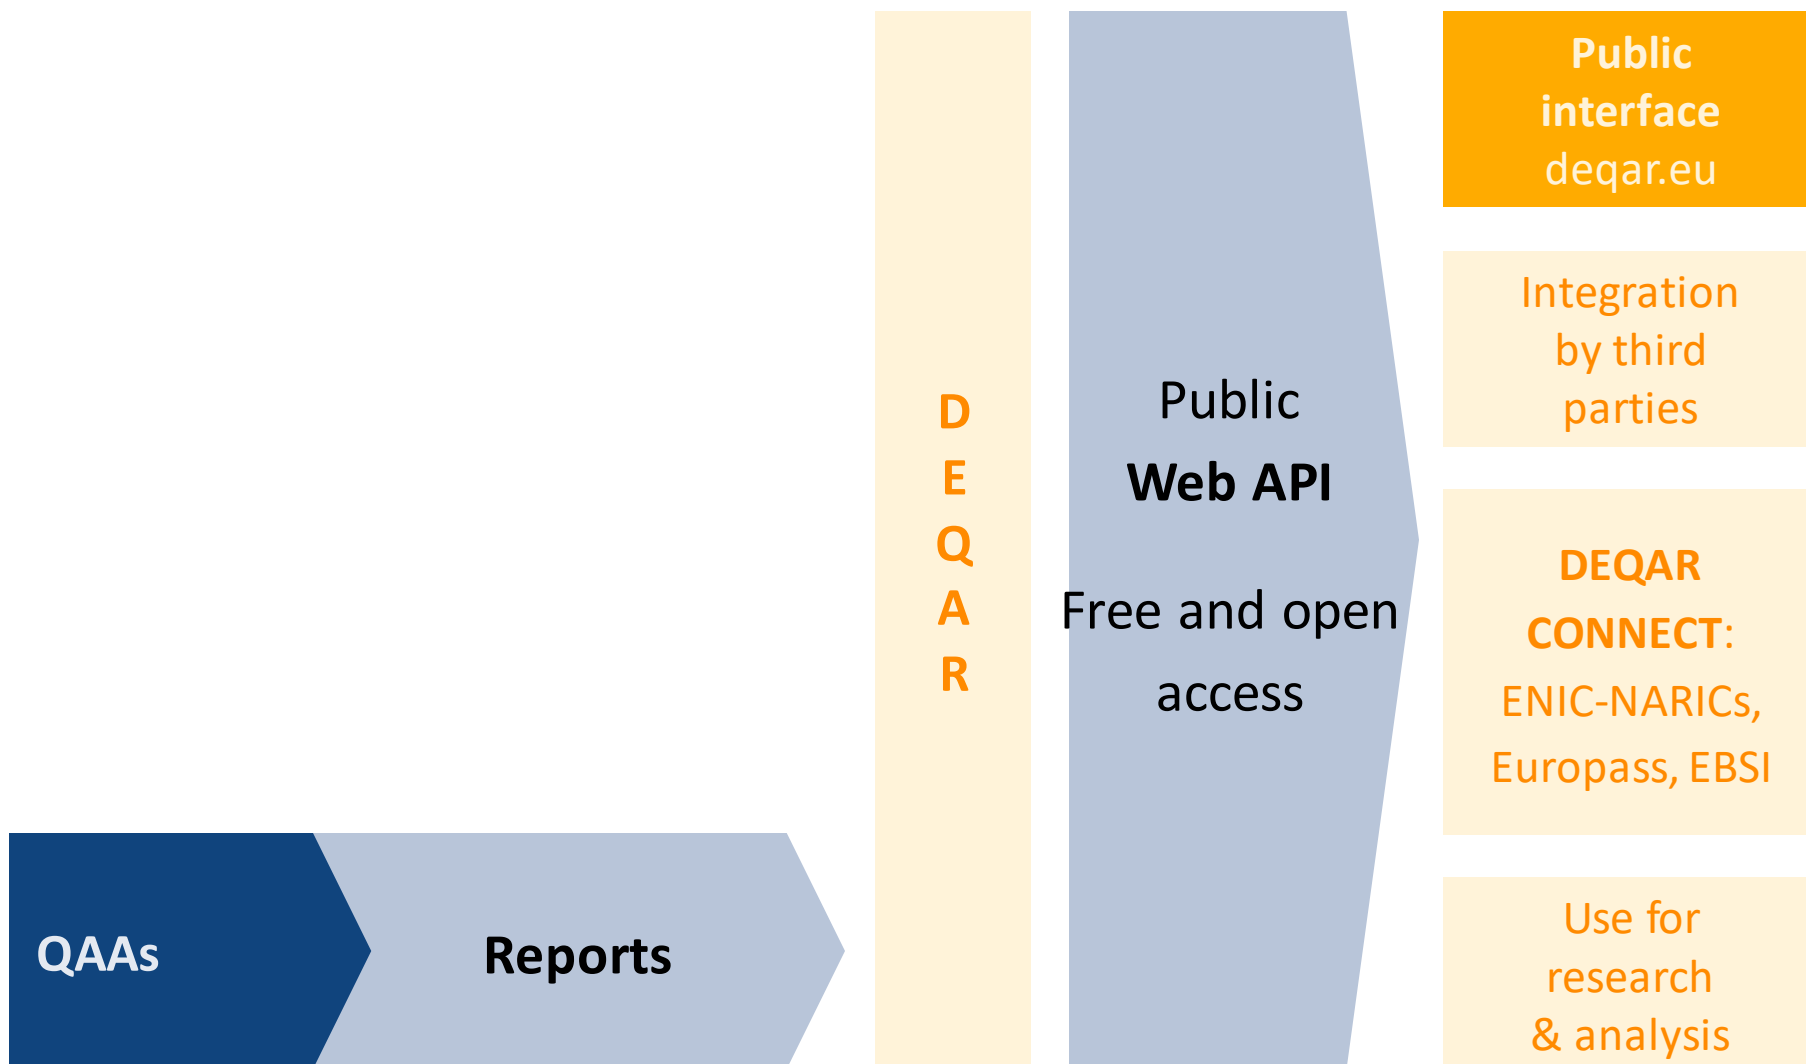 QAAs
Reports
D
E
Q
A
R
Public
Web API
Free and open
access
Public
interface
deqar.eu
Integration
by third
parties
DEQAR
CONNECT:
ENIC-NARICs,
Europass, EBSI
Use for
research
& analysis